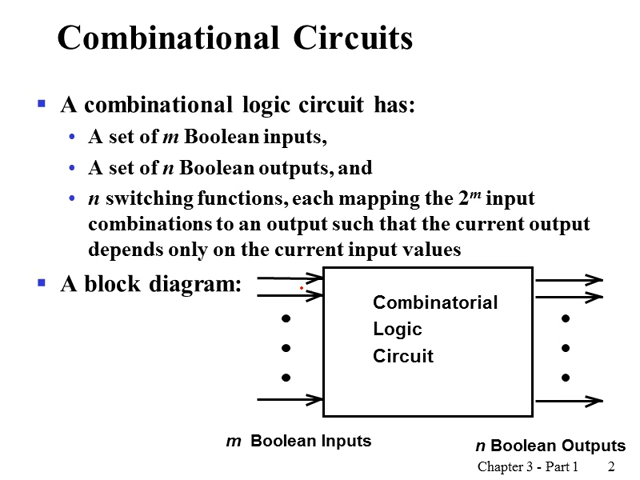 Combinational Circuits
A combinational logic circuit has:
A set of m Boolean inputs,
A set of n Boolean outputs, and
n switching functions, each mapping the 2ᵐ input
combinations to an output such that the current output
depends only on the current input values
A block diagram:
Combinatorial
Logic
Circuit
m Boolean Inputs
n Boolean Outputs
Chapter 3 - Part 1 2